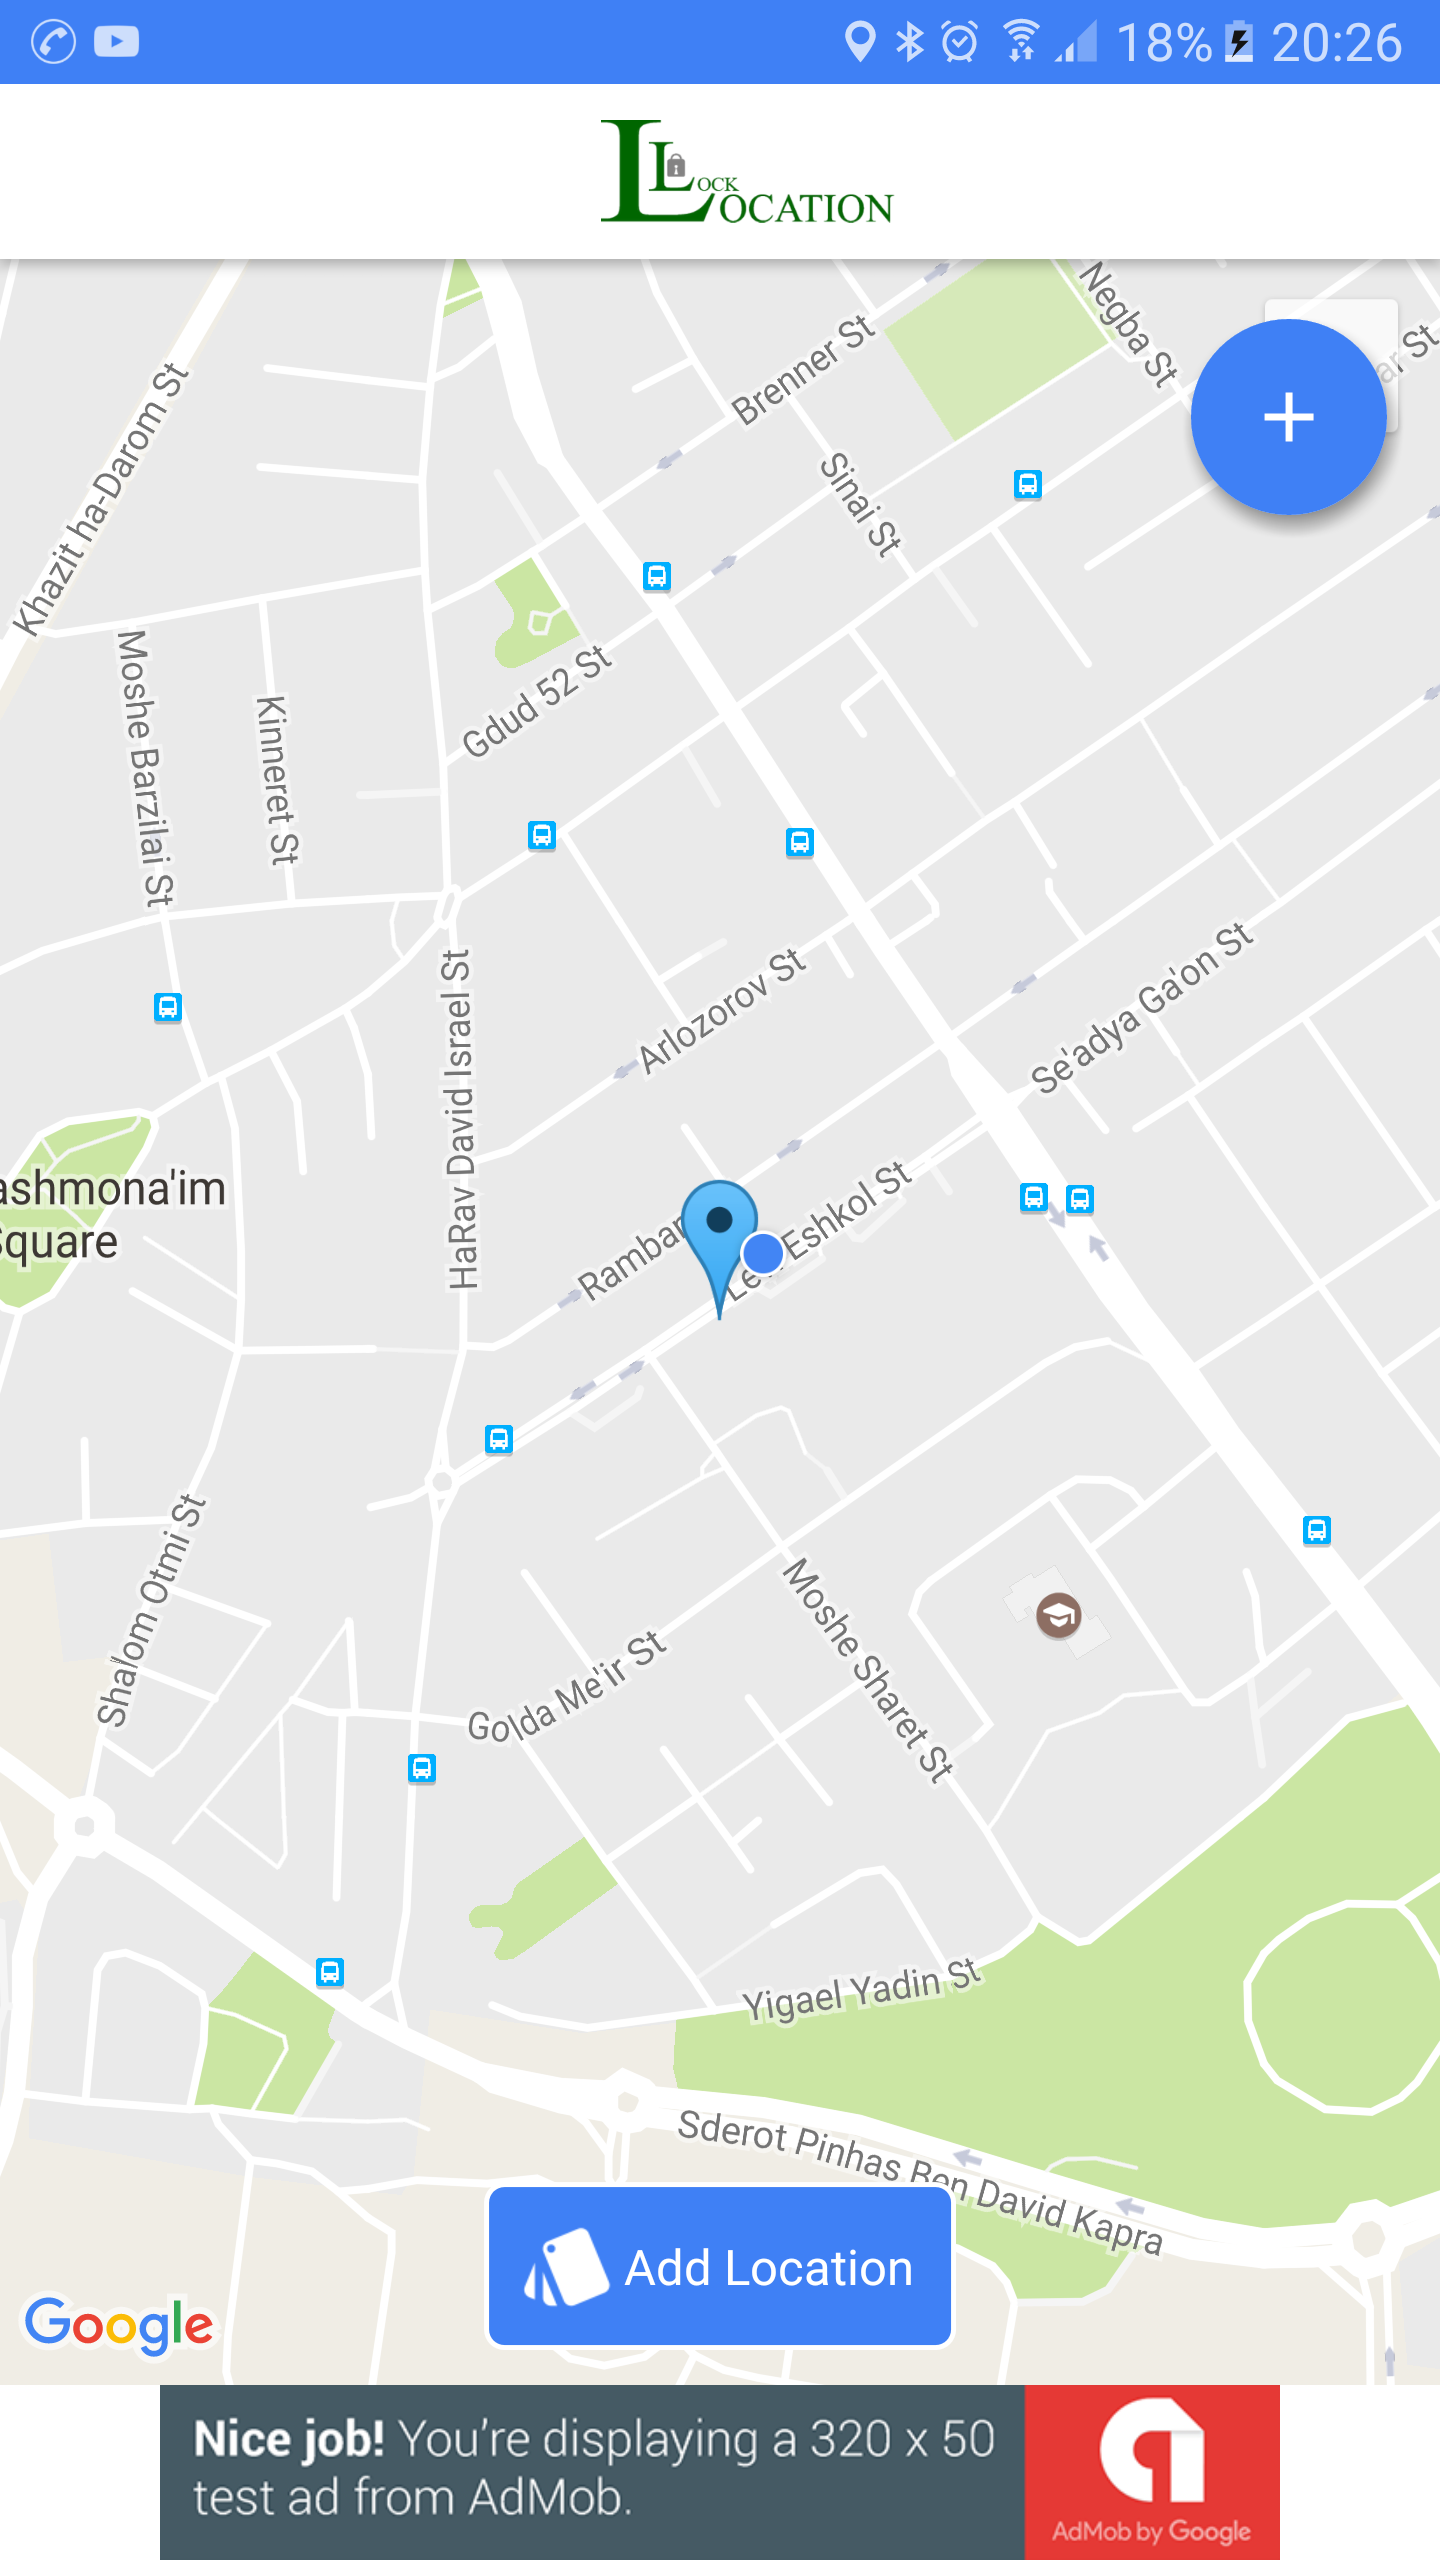 18% 20:26
LOCK
LOCATION
Negba St
Brenner St
Khazit ha-Darom St
ar St
Sinai St
Moshe Barzilai St
Gdud 52 St
Kinneret St
HaRav David Israel St
Arlozorov St
Se'adya Ga'on St
ashmona'im
Square
Ramba
Eshkol St
Shalom Otmi St
Moshe Sharet St
Golda Me'ir St
Yigael Yadin St
Sderot Pinhas Ben David Kapra
Add Location
Google
Nice job! You're displaying a 320 x 50
test ad from AdMob.
AdMob by Google